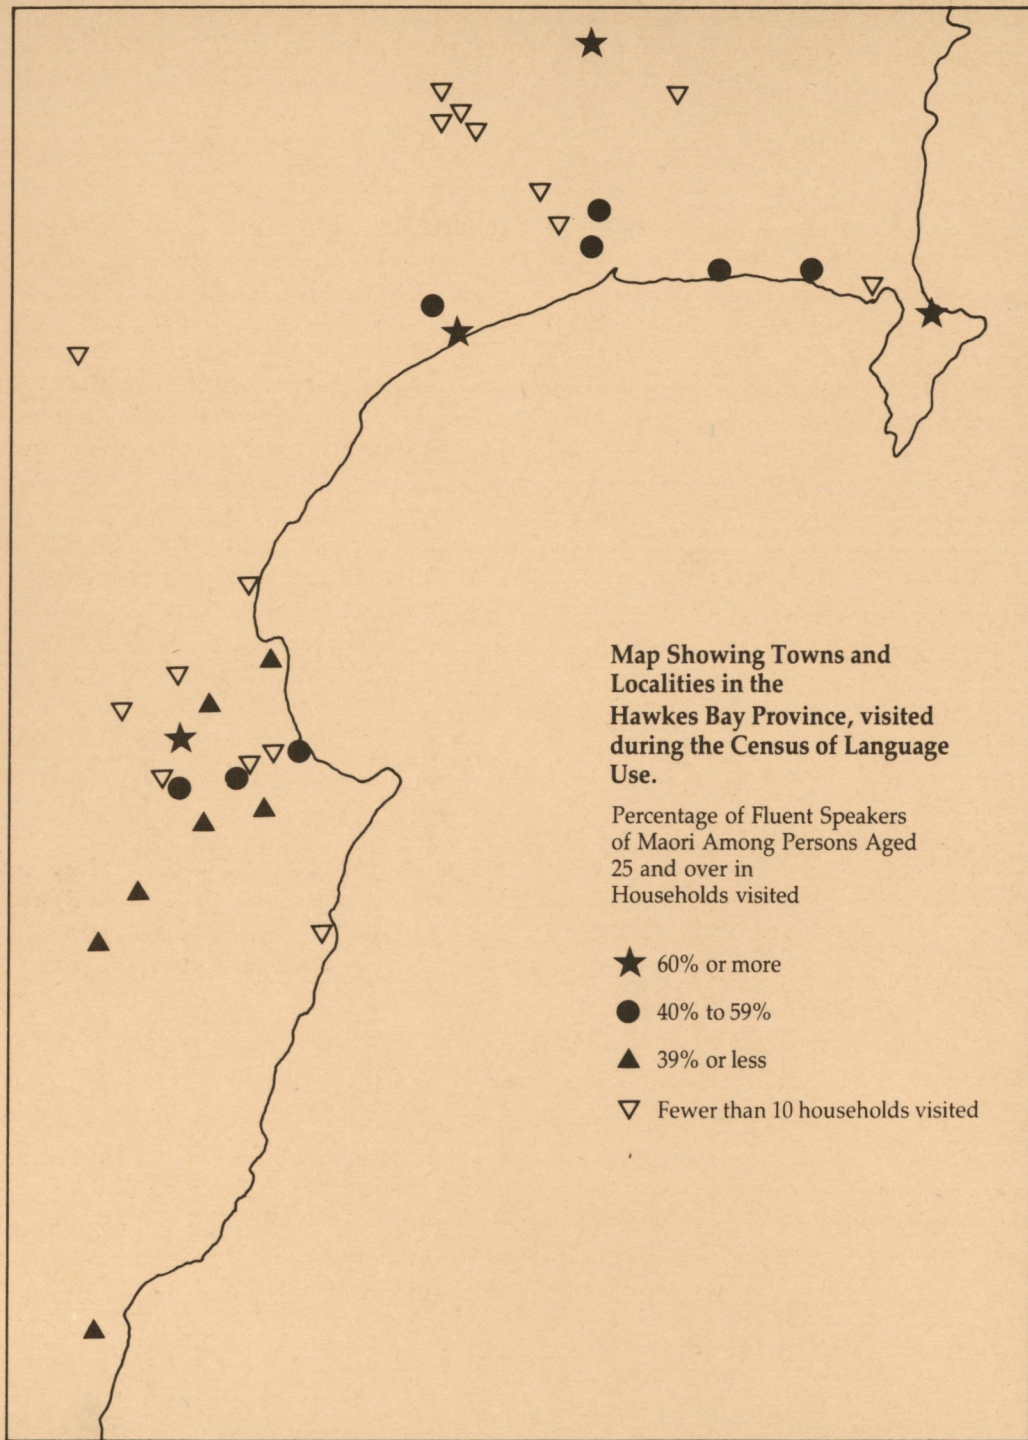 Map Showing Towns and
Localities in the
Hawkes Bay Province, visited
during the Census of Language
Use.
Percentage of Fluent Speakers
of Maori Among Persons Aged
25 and over in
Households visited
60% or more
40% to 59%
39% or less
Fewer than 10 households visited